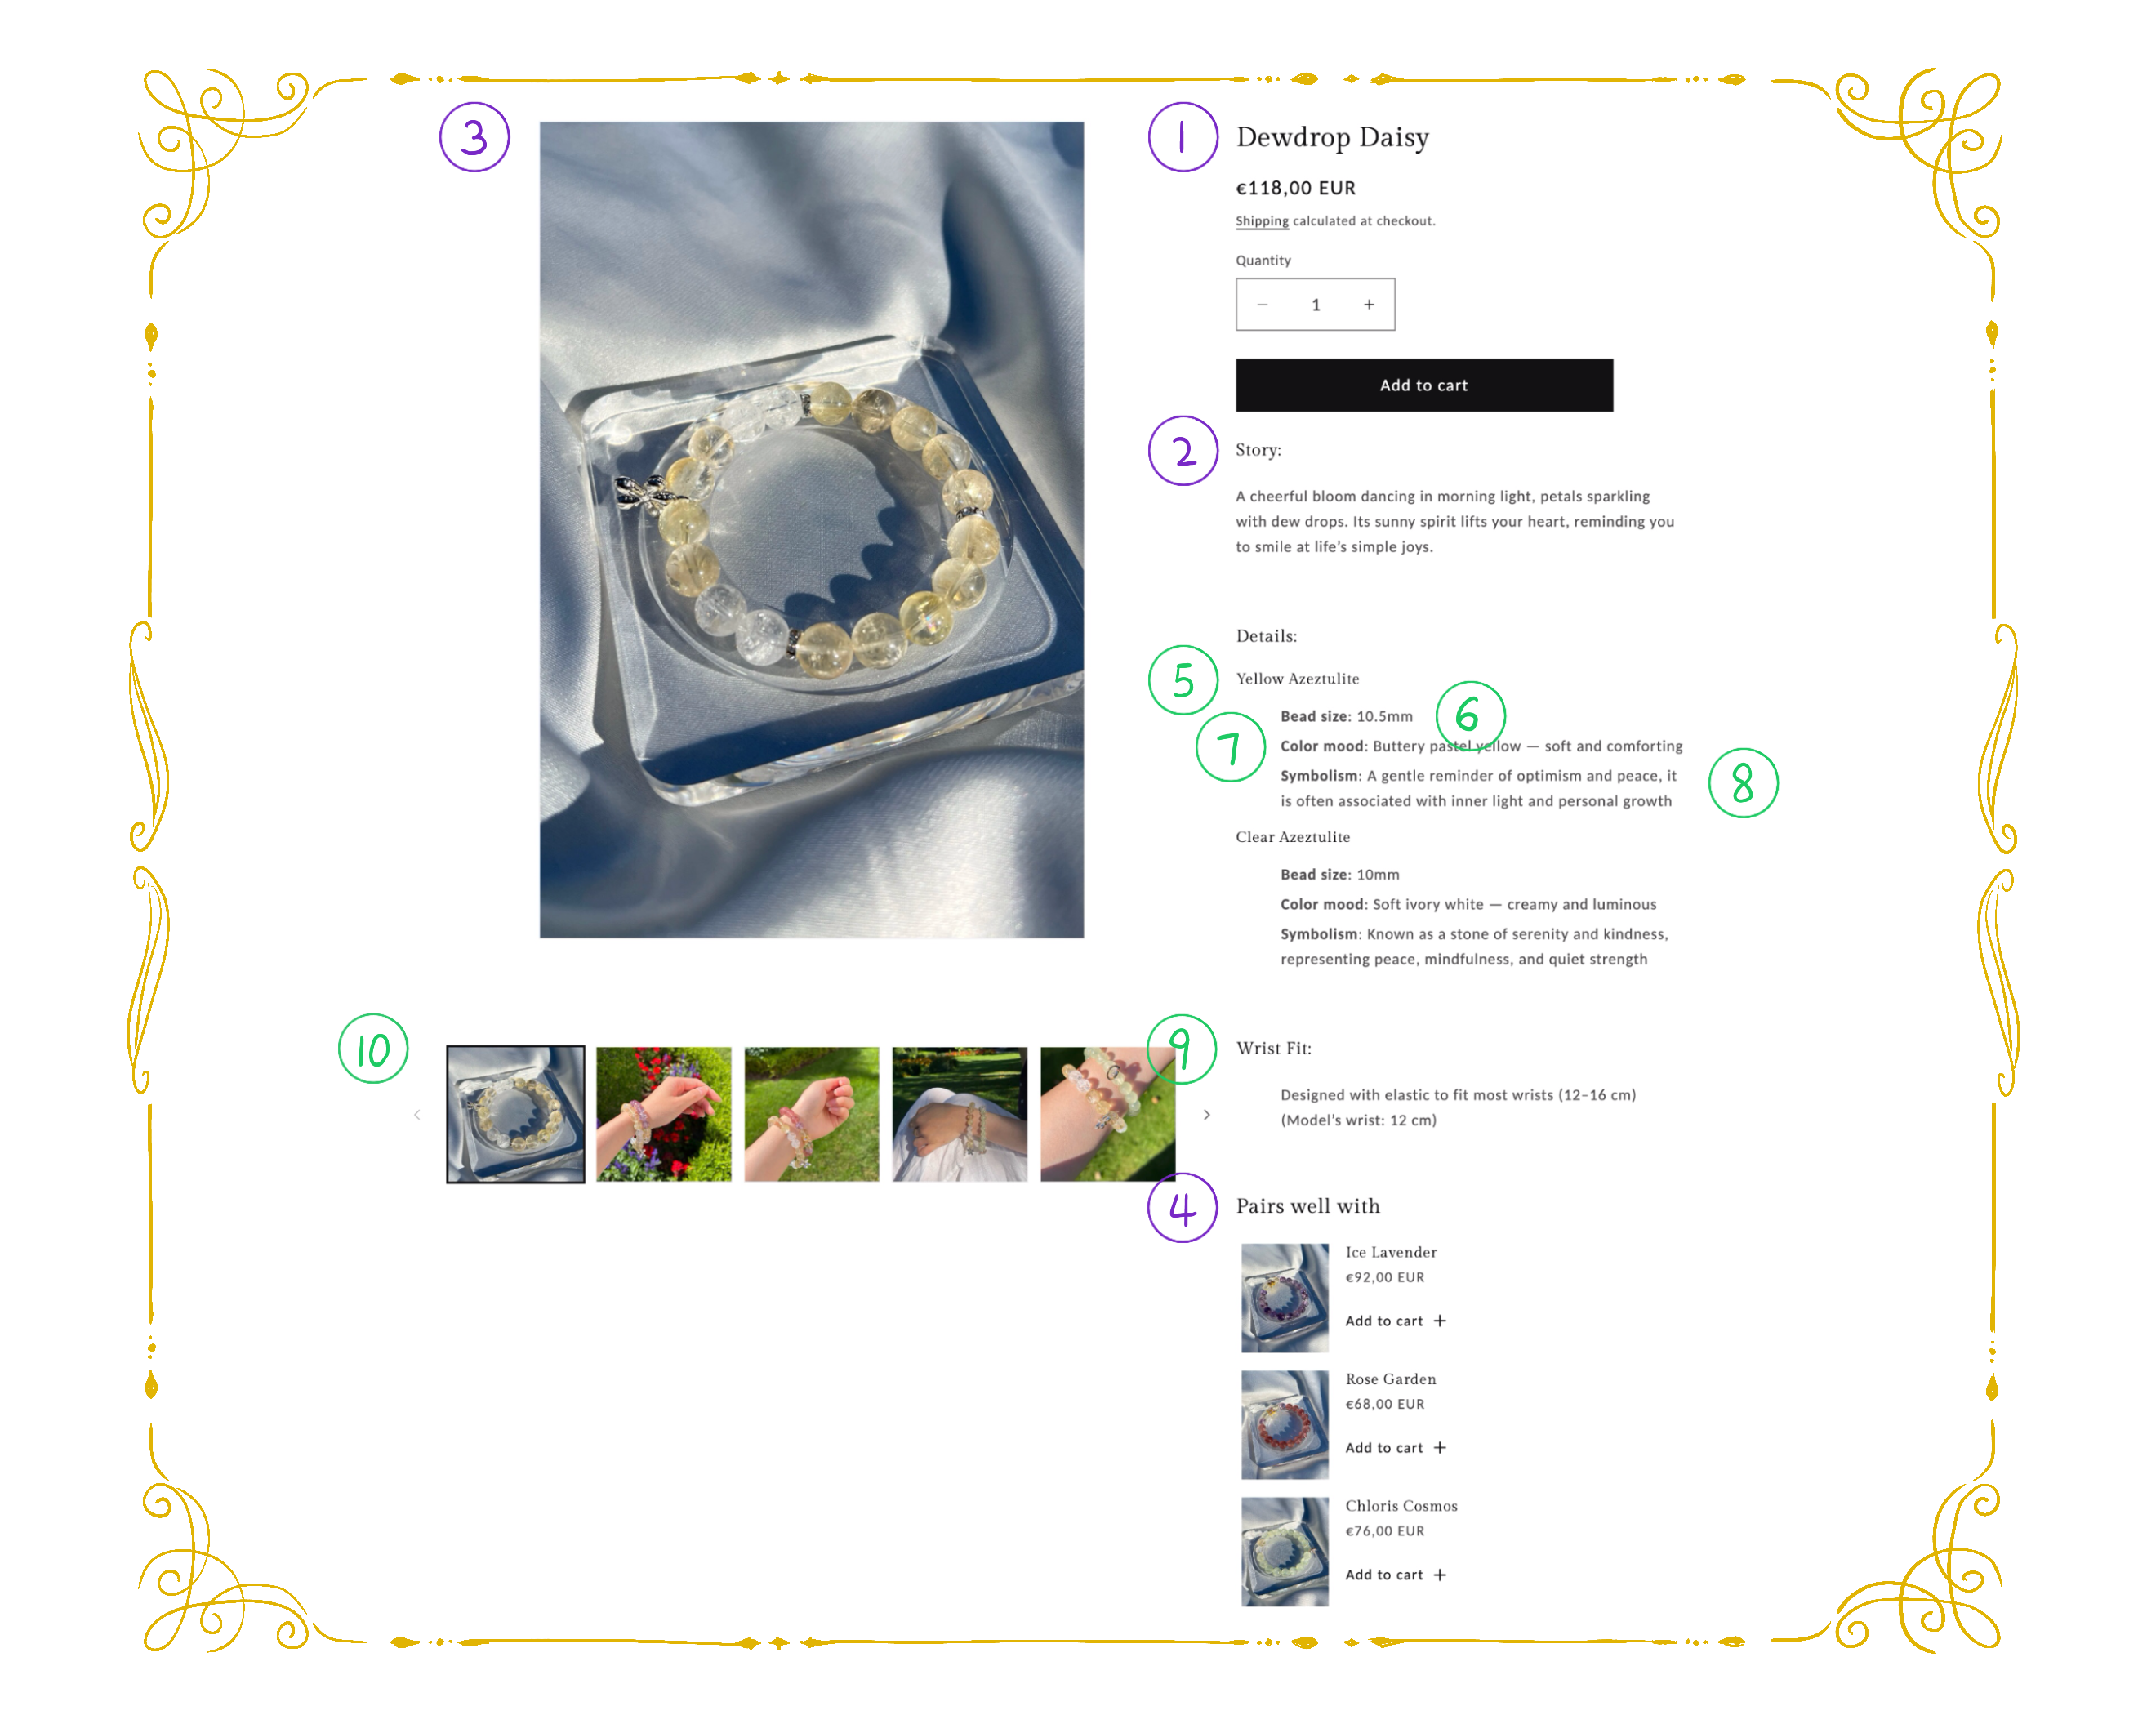 3
1
Dewdrop Daisy
€118,00 EUR
Shipping calculated at checkout.
Quantity
− 1 +
Add to cart
2
Story:
A cheerful bloom dancing in morning light, petals sparkling
with dew drops. Its sunny spirit lifts your heart, reminding you
to smile at life’s simple joys.
Details:
5
Yellow Azeztulite
Bead size: 10.5mm
6
7
Color mood: Buttery pastel yellow — soft and comforting
Symbolism: A gentle reminder of optimism and peace, it
is often associated with inner light and personal growth
8
Clear Azeztulite
Bead size: 10mm
Color mood: Soft ivory white — creamy and luminous
Symbolism: Known as a stone of serenity and kindness,
representing peace, mindfulness, and quiet strength
10
9
Wrist Fit:
Designed with elastic to fit most wrists (12–16 cm)
(Model’s wrist: 12 cm)
4
Pairs well with
Ice Lavender
€92,00 EUR
Add to cart +
Rose Garden
€68,00 EUR
Add to cart +
Chloris Cosmos
€76,00 EUR
Add to cart +